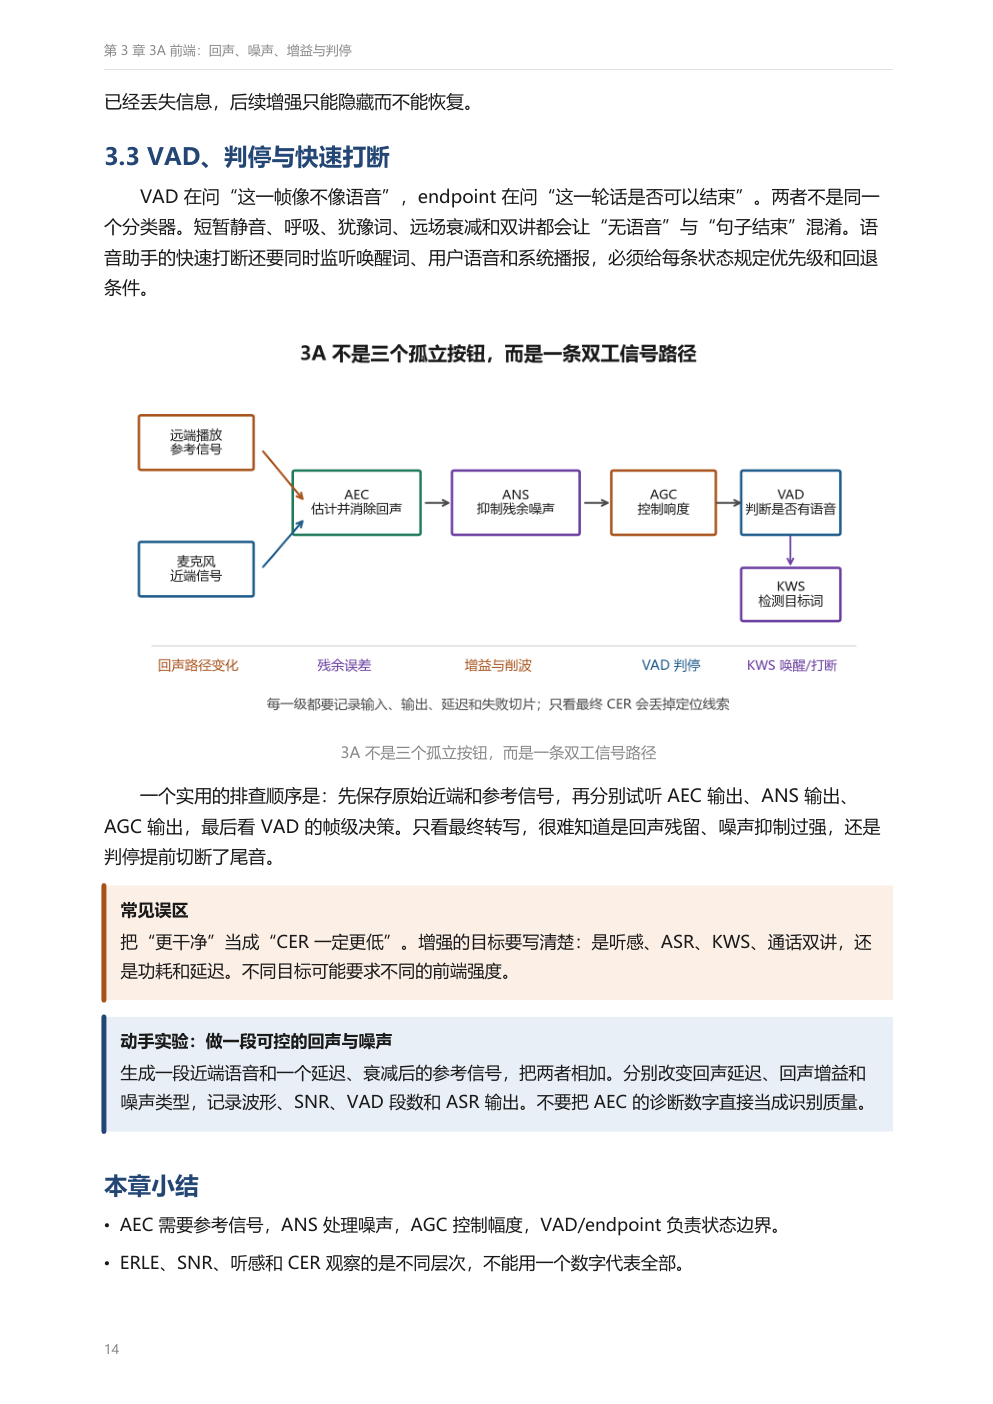 第 3 章 3A 前端：回声、噪声、增益与判停
已经丢失信息，后续增强只能隐藏而不能恢复。
3.3 VAD、判停与快速打断
VAD 在问“这一帧像不像语音”，endpoint 在问“这一轮话是否可以结束”。两者不是同一
个分类器。短暂静音、呼吸、犹豫词、远场衰减和双讲都会让“无语音”与“句子结束”混淆。语
音助手的快速打断还要同时监听唤醒词、用户语音和系统播报，必须给每条状态规定优先级和回退
条件。
3A 不是三个孤立按钮，而是一条双工信号路径
远端播放
参考信号
麦克风
近端信号
AEC
估计并消除回声
ANS
抑制残余噪声
AGC
控制响度
VAD
判断是否有语音
KWS
检测目标词
回声路径变化
残余误差
增益与削波
VAD 判停
KWS 唤醒/打断
每一级都要记录输入、输出、延迟和失败切片；只看最终 CER 会丢掉定位线索
3A 不是三个孤立按钮，而是一条双工信号路径
一个实用的排查顺序是：先保存原始近端和参考信号，再分别试听 AEC 输出、ANS 输出、
AGC 输出，最后看 VAD 的帧级决策。只看最终转写，很难知道是回声残留、噪声抑制过强，还是
判停提前切断了尾音。
常见误区
把“更干净”当成“CER 一定更低”。增强的目标要写清楚：是听感、ASR、KWS、通话双讲，还
是功耗和延迟。不同目标可能要求不同的前端强度。
动手实验：做一段可控的回声与噪声
生成一段近端语音和一个延迟、衰减后的参考信号，把两者相加。分别改变回声延迟、回声增益和
噪声类型，记录波形、SNR、VAD 段数和 ASR 输出。不要把 AEC 的诊断数字直接当成识别质量。
本章小结
• AEC 需要参考信号，ANS 处理噪声，AGC 控制幅度，VAD/endpoint 负责状态边界。
• ERLE、SNR、听感和 CER 观察的是不同层次，不能用一个数字代表全部。
14